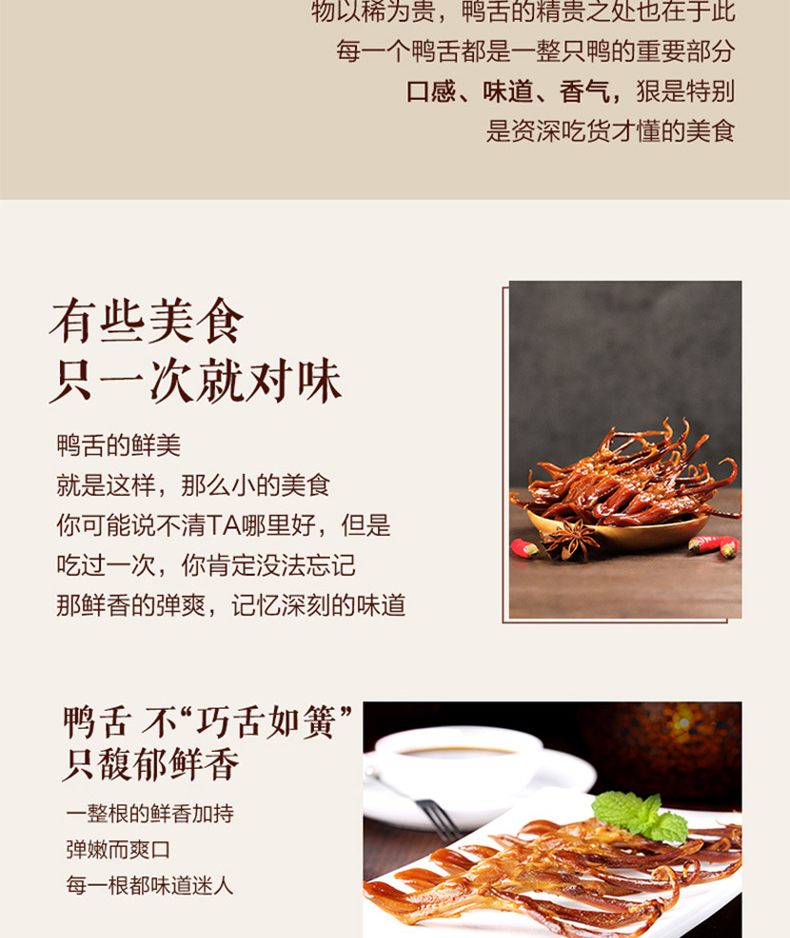 物以稀为贵，鸭舌的精贵之处也在于此
每一个鸭舌都是一整只鸭的重要部分
口感、味道、香气，狠是特别
是资深吃货才懂的美食
有些美食
只一次就对味
鸭舌的鲜美
就是这样，那么小的美食
你可能说不清TA哪里好，但是
吃过一次，你肯定没法忘记
那鲜香的弹爽，记忆深刻的味道
鸭舌 不“巧舌如簧”
只馥郁鲜香
一整根的鲜香加持
弹嫩而爽口
每一根都味道迷人